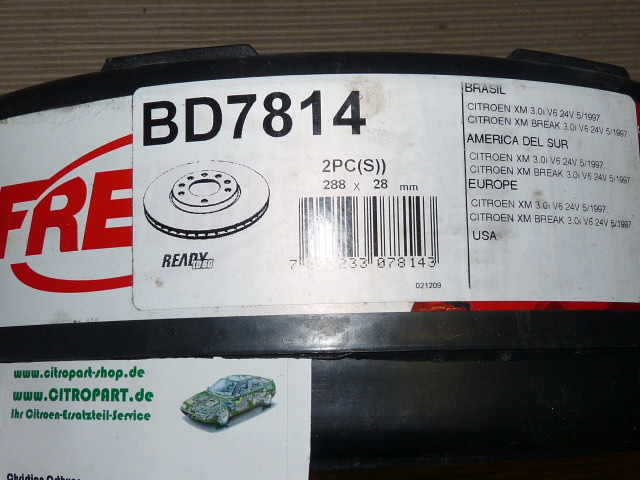 BD7814
2PC(S))
288 x 28 mm
READY
TO GO
078143
021209
BRASIL
CITROEN XM 3.0i V6 24V 5/1997
CITROEN XM BREAK 3.0i V6 24V 5/1997
AMERICA DEL SUR
CITROEN XM 3.0i V6 24V 5/1997
CITROEN XM BREAK 3.0i V6 24V 5/1997
EUROPE
CITROEN XM 3.0i V6 24V 5/1997
CITROEN XM BREAK 3.0i V6 24V 5/1997
USA
FRE
www.citropart-shop.de
www.CITROPART.de
Ihr Citroen-Ersatzteil-Service